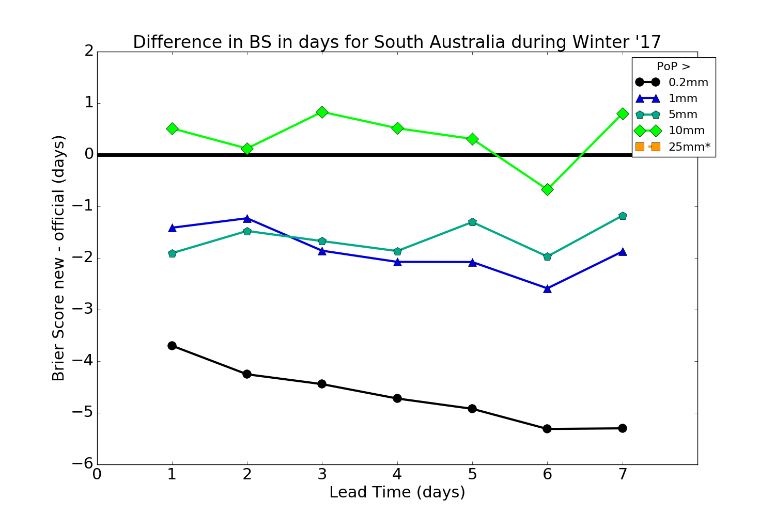 Difference in BS in days for South Australia during Winter '17
2
1
0
−1
−2
−3
−4
−5
−6
Brier Score new - official (days)
PoP >
0.2mm
1mm
5mm
10mm
25mm*
0 1 2 3 4 5 6 7
Lead Time (days)